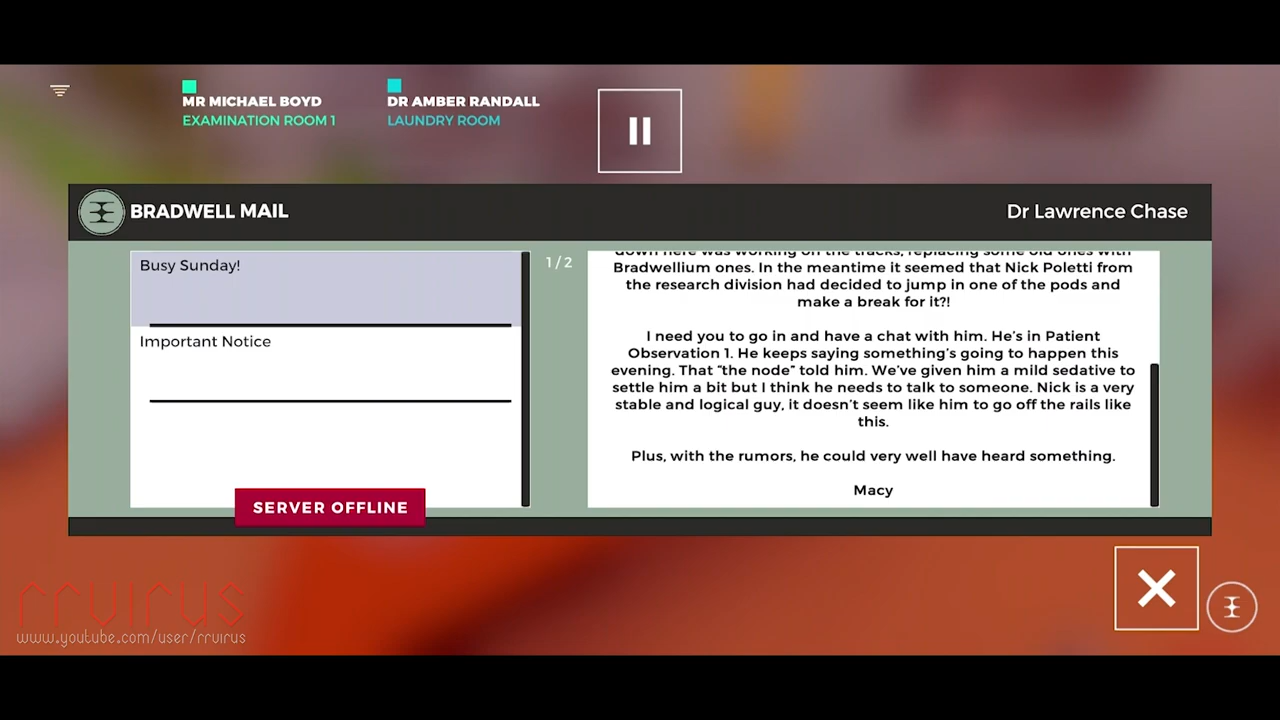 MR MICHAEL BOYD
EXAMINATION ROOM 1
DR AMBER RANDALL
LAUNDRY ROOM
BRADWELL MAIL
Dr Lawrence Chase
Busy Sunday!
Important Notice
SERVER OFFLINE
1/2
down here was working on the tracks, replacing some old ones with
Bradwellium ones. In the meantime it seemed that Nick Poletti from
the research division had decided to jump in one of the pods and
make a break for it?!
I need you to go in and have a chat with him. He's in Patient
Observation 1. He keeps saying something's going to happen this
evening. That “the node” told him. We've given him a mild sedative to
settle him a bit but I think he needs to talk to someone. Nick is a very
stable and logical guy, it doesn't seem like him to go off the rails like
this.
Plus, with the rumors, he could very well have heard something.
Macy
rrvirus
www.youtube.com/user/rrvirus